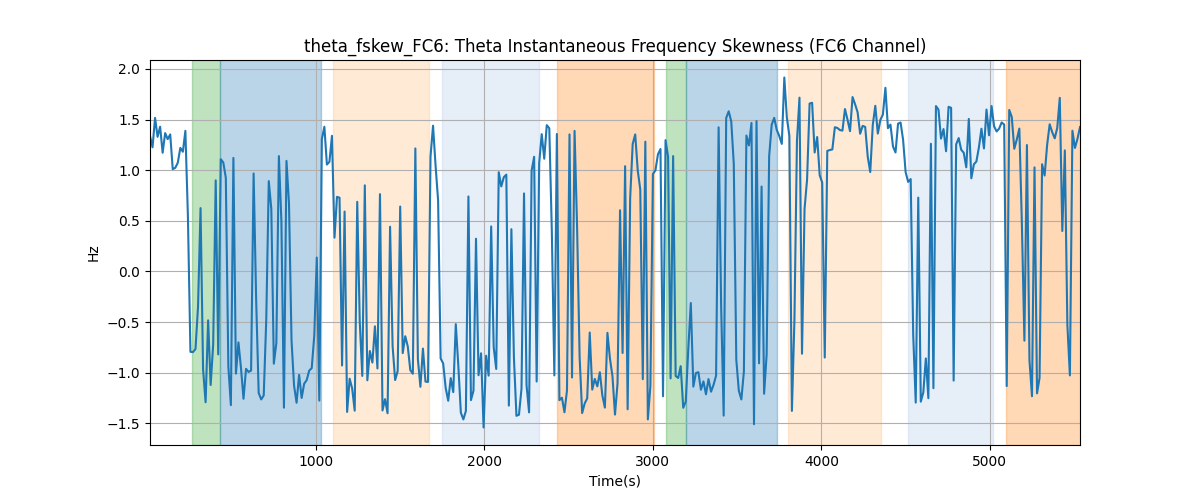 theta_fskew_FC6: Theta Instantaneous Frequency Skewness (FC6 Channel)
2.0
1.5
1.0
0.5
0.0
−0.5
−1.0
−1.5
Hz
1000 2000 3000 4000 5000
Time(s)